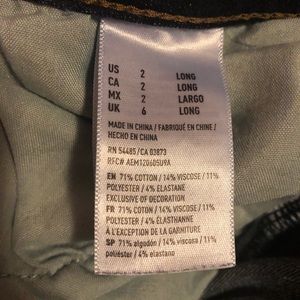 US 2 LONG
CA 2 LONG
MX 2 LARGO
UK 6 LONG
MADE IN CHINA / FABRIQUÉ EN CHINE /
HECHO EN CHINA
RN 54485/CA 03873
RFC# AEM120605U9A
EN 71% COTTON / 14% VISCOSE / 11%
POLYESTER / 4% ELASTANE
EXCLUSIVE OF DECORATION
FR 71% COTON / 14% VISCOSE / 11%
POLYESTER / 4% ÉLASTHANNE
À L'EXCEPTION DE LA GARNITURE
SP 71% algodón / 14% viscosa / 11%
poliéster / 4% elastano